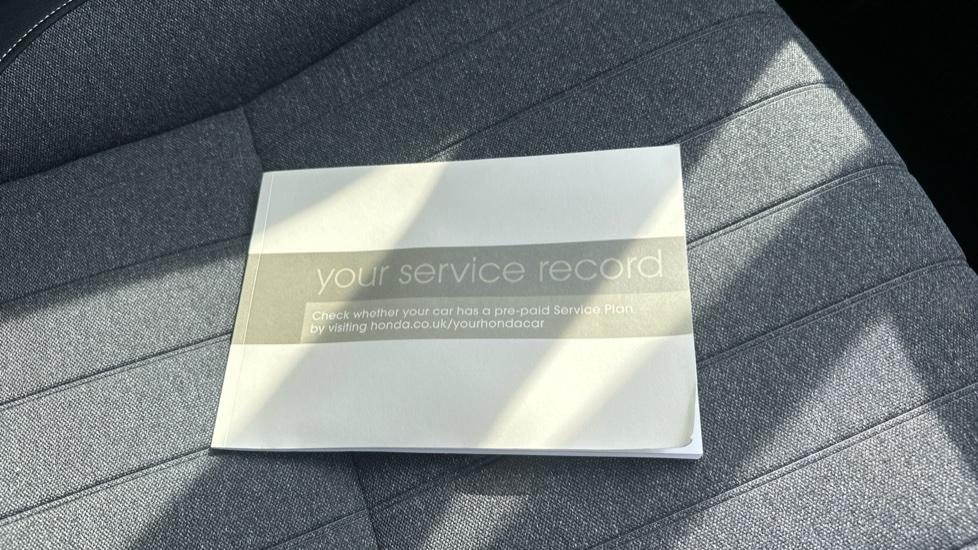 your service record
Check whether your car has a pre-paid Service Plan
by visiting honda.co.uk/yourhondacar